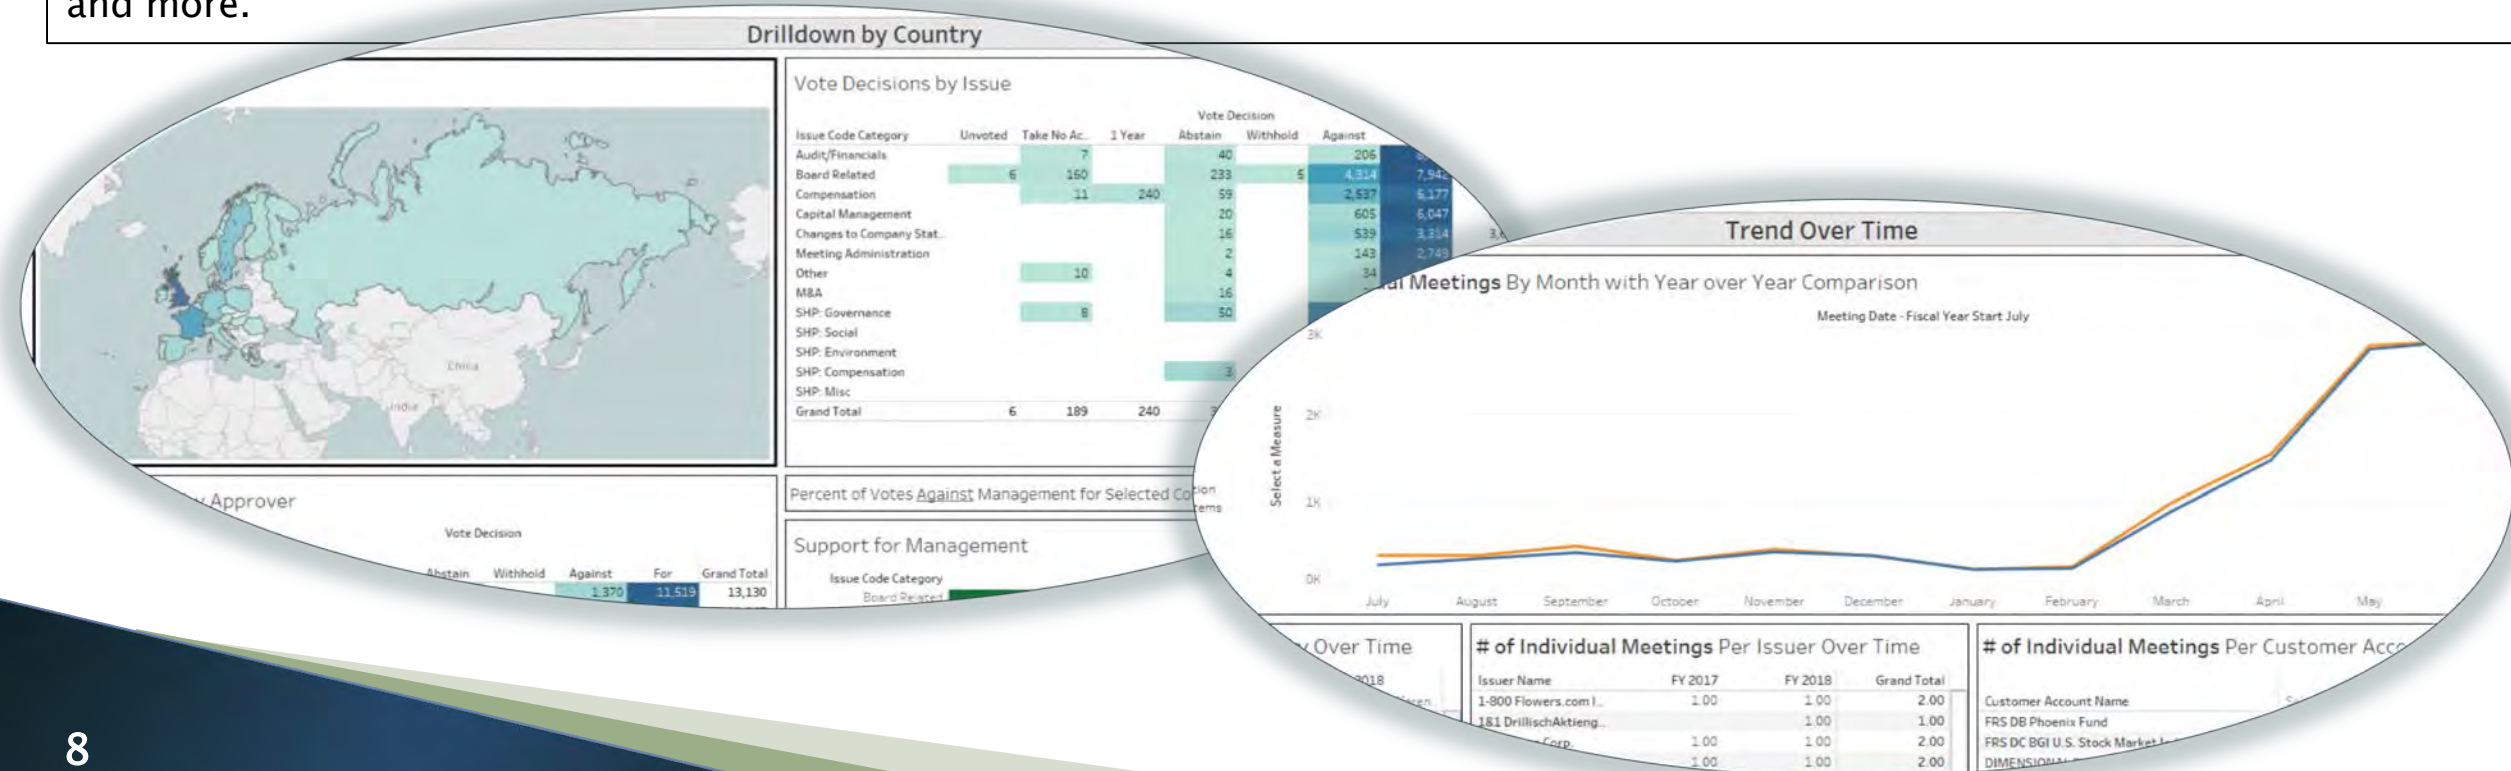 and more.
Drilldown by Country
Vote Decisions by Issue
Vote Decision
Issue Code Category Unvoted Take No Ac.. 1 Year Abstain Withhold Against
Audit/Financials 7 40 206
Board Related 6 160 233 5 4,314 7,942
Compensation 11 240 59 2,537 6,177
Capital Management 20 605 6,047
Changes to Company Stat.. 16 539 3,314
Meeting Administration 2 143 2,749
Other 10 4 34
M&A 16
SHP: Governance 8 50
SHP: Social
SHP: Environment
SHP: Compensation 3
SHP: Misc
Grand Total 6 189 240
China
India
Approver
Vote Decision
Abstain Withhold Against For Grand Total
1,370 11,519 13,130
Percent of Votes Against Management for Selected
Support for Management
Issue Code Category
Board Related
Trend Over Time
Meetings By Month with Year over Year Comparison
Meeting Date - Fiscal Year Start July
Select a Measure
3K
2K
1K
0K
July August September October November December January February March April May
Over Time
2018
# of Individual Meetings Per Issuer Over Time
Issuer Name FY 2017 FY 2018 Grand Total
1-800 Flowers.com I.. 1.00 1.00 2.00
1&1 DrillischAktieng.. 1.00 1.00
Corp. 1.00 1.00 2.00
1.00 1.00 2.00
# of Individual Meetings Per Customer
Customer Account Name
FRS DB Phoenix Fund
FRS DC BGI U.S. Stock Market
8